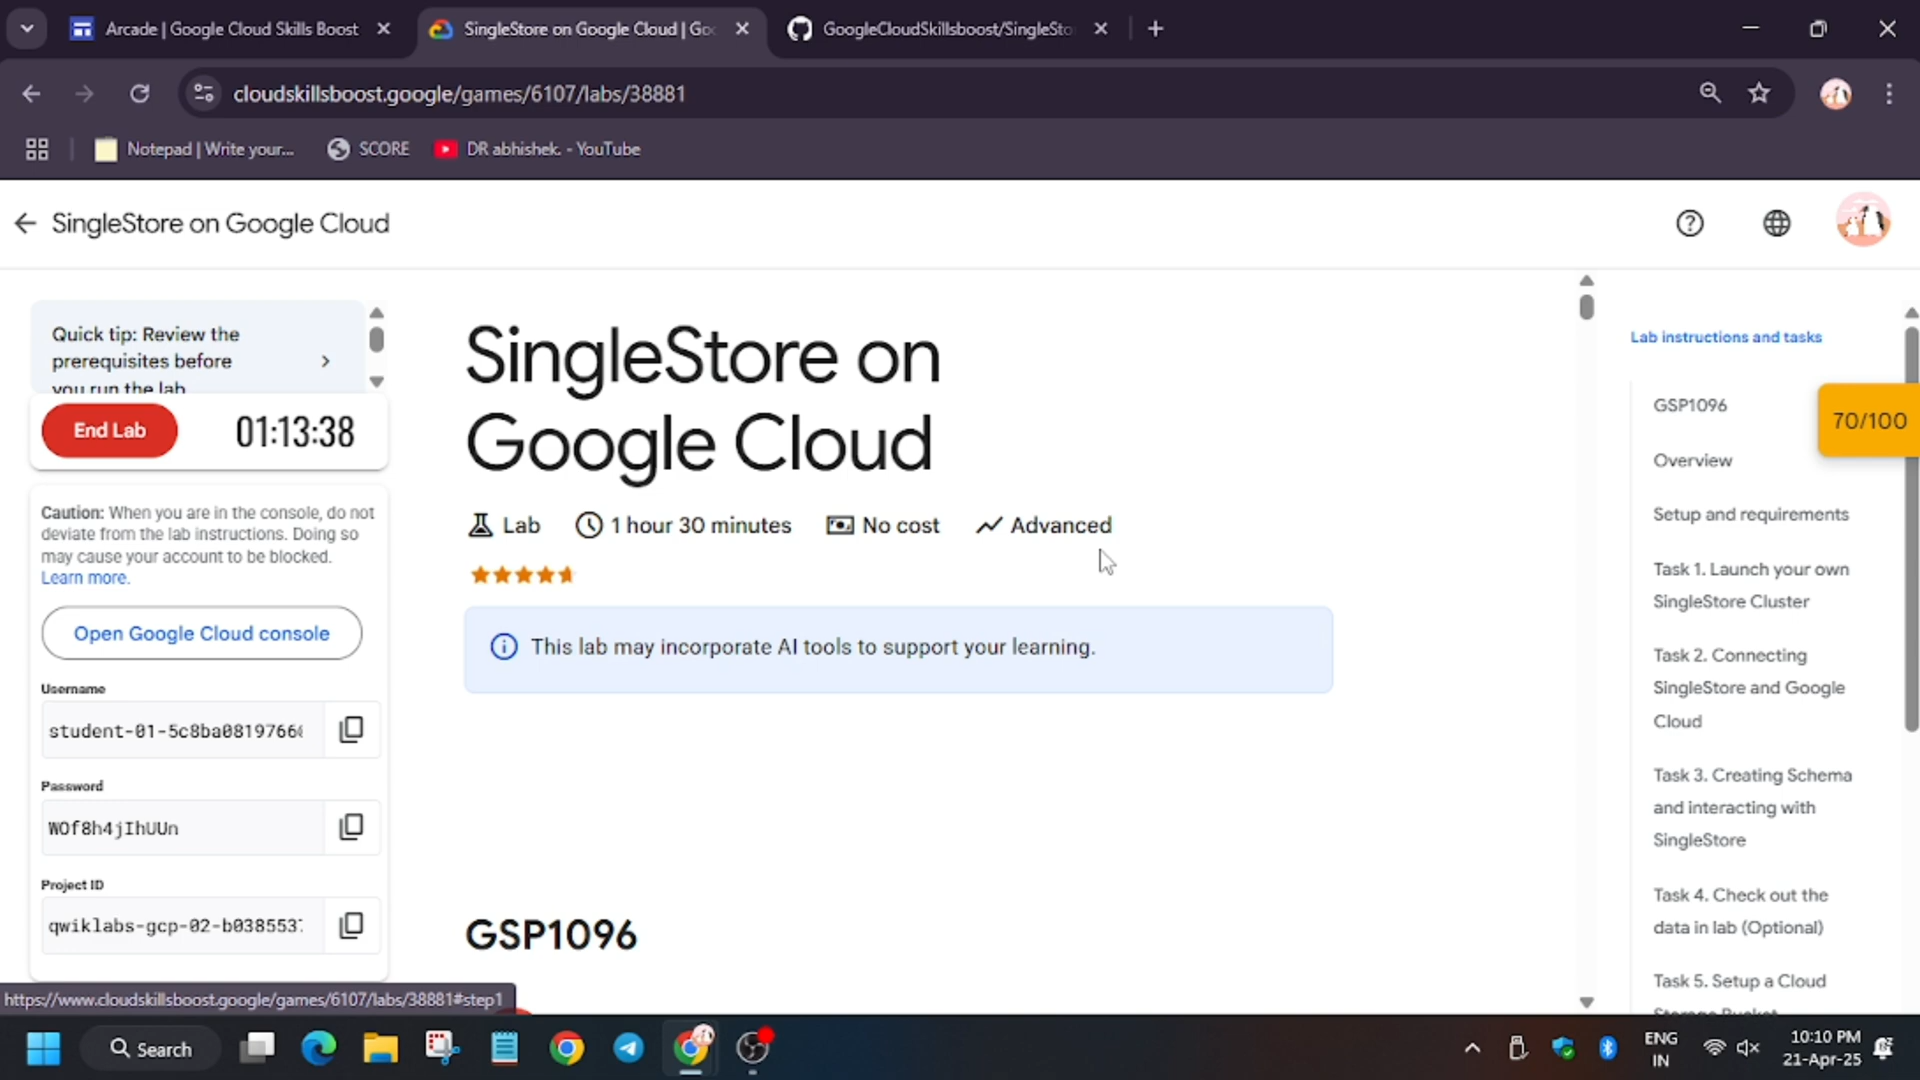 Arcade | Google Cloud Skills Boost
SingleStore on Google Cloud | Goo
GoogleCloudSkillsboost/SingleSto
cloudskillsboost.google/games/6107/labs/38881
Notepad | Write your...
SCORE
DR abhishek. - YouTube
SingleStore on Google Cloud
Quick tip: Review the
prerequisites before
you run the lab
End Lab
01:13:38
Caution: When you are in the console, do not
deviate from the lab instructions. Doing so
may cause your account to be blocked.
Learn more.
Open Google Cloud console
Username
student-01-5c8ba0819766
Password
WOf8h4jIhUUn
Project ID
qwiklabs-gcp-02-b038553
https://www.cloudskillsboost.google/games/6107/labs/38881#step1
SingleStore on
Google Cloud
Lab
1 hour 30 minutes
No cost
Advanced
This lab may incorporate AI tools to support your learning.
GSP1096
Lab instructions and tasks
GSP1096
70/100
Overview
Setup and requirements
Task 1. Launch your own
SingleStore Cluster
Task 2. Connecting
SingleStore and Google
Cloud
Task 3. Creating Schema
and interacting with
SingleStore
Task 4. Check out the
data in lab (Optional)
Task 5. Setup a Cloud
Storage Bucket
Search
ENG
IN
10:10 PM
21-Apr-25